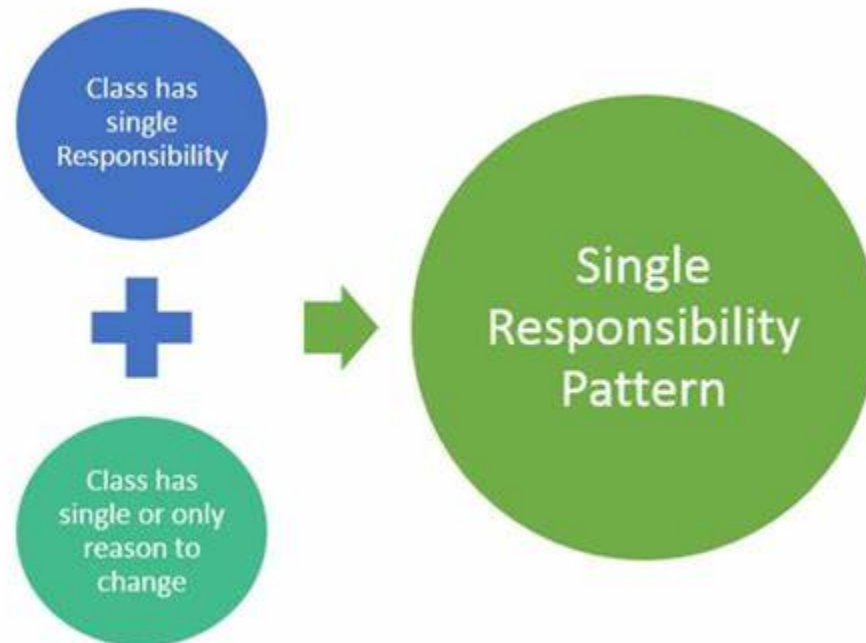 Class has
single
Responsibility
Class has
single or only
reason to
change
Single
Responsibility
Pattern